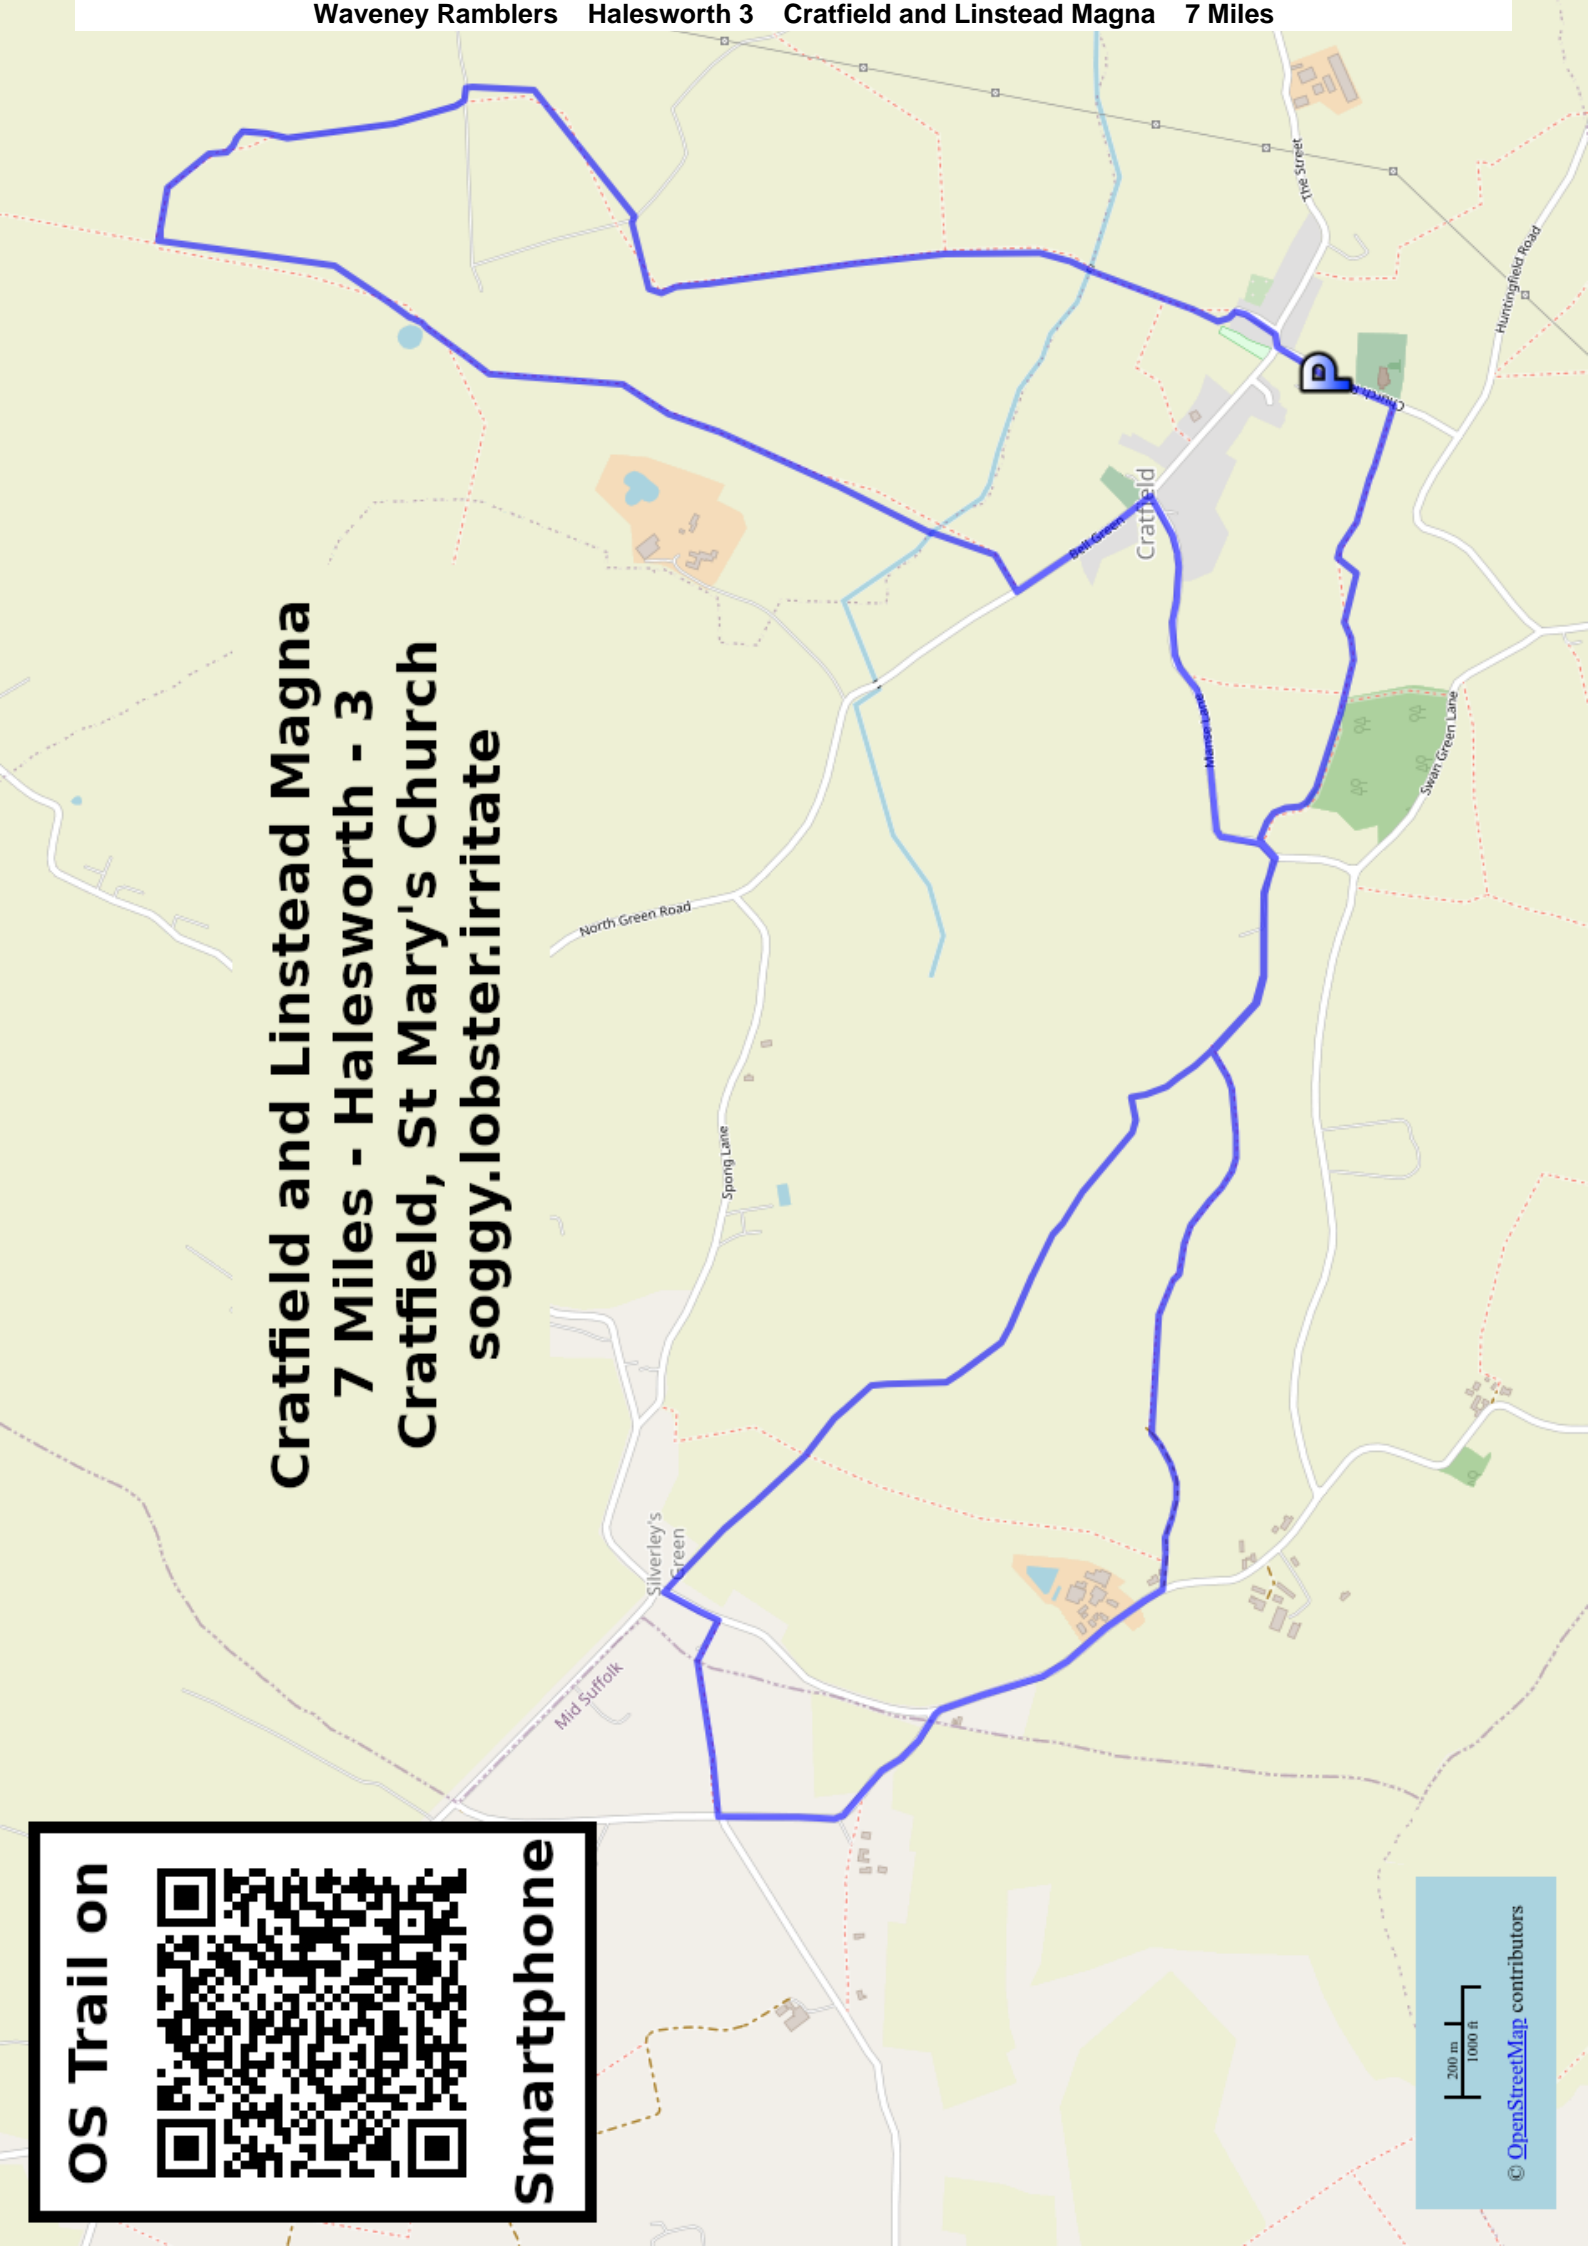 Waveney Ramblers    Halesworth 3    Cratfield and Linstead Magna    7 Miles
Cratfield and Linstead Magna
7 Miles - Halesworth - 3
Cratfield, St Mary's Church
soggy.lobster.irritate
The Street
Huntingfield Road
P
Church
Cratfield
Bell Green
Manse Lane
Swan Green Lane
North Green Road
Spong Lane
Silverley's
Green
Mid Suffolk
OS Trail on
Smartphone
200 m
1000 ft
© OpenStreetMap contributors